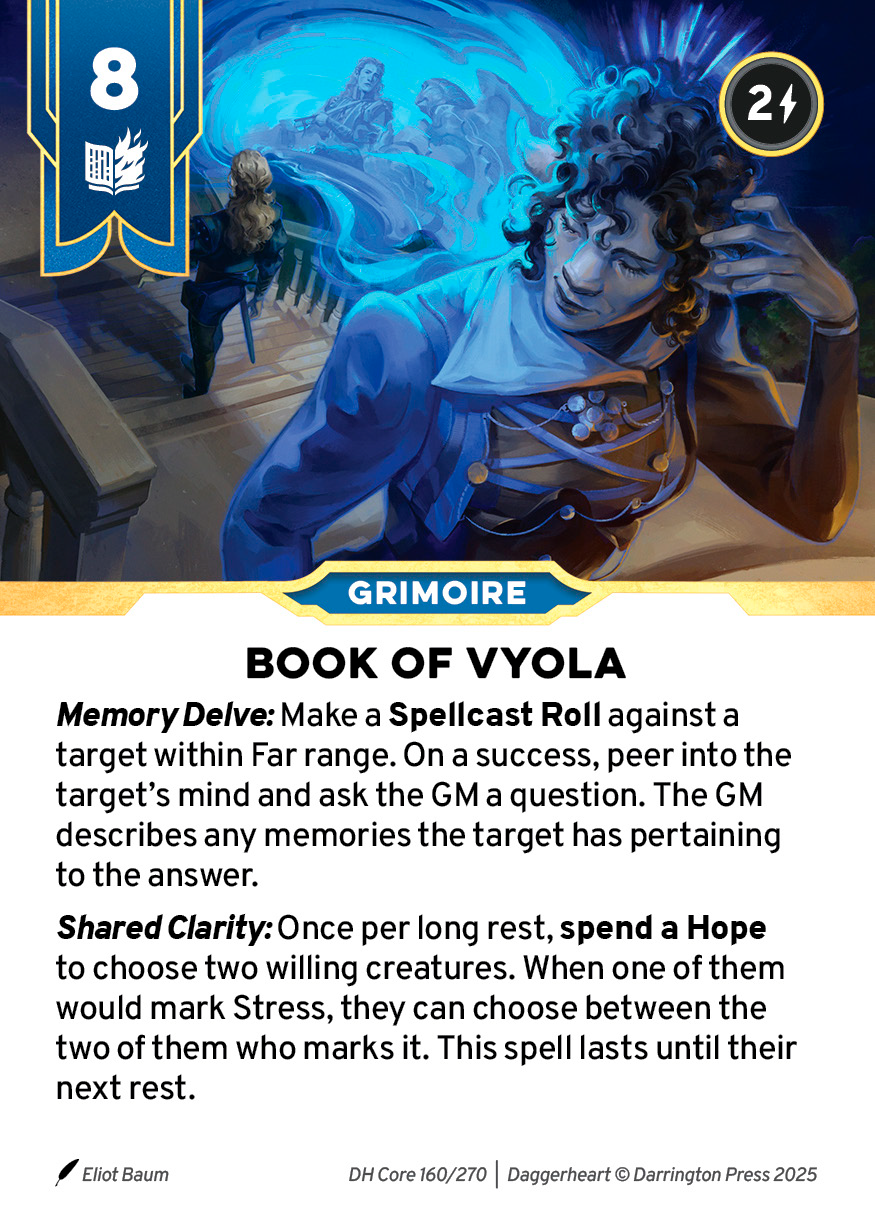 8
2
GRIMOIRE
BOOK OF VYOLA
Memory Delve: Make a Spellcast Roll against a
target within Far range. On a success, peer into the
target’s mind and ask the GM a question. The GM
describes any memories the target has pertaining
to the answer.
Shared Clarity: Once per long rest, spend a Hope
to choose two willing creatures. When one of them
would mark Stress, they can choose between the
two of them who marks it. This spell lasts until their
next rest.
Eliot Baum
DH Core 160/270 | Daggerheart © Darrington Press 2025